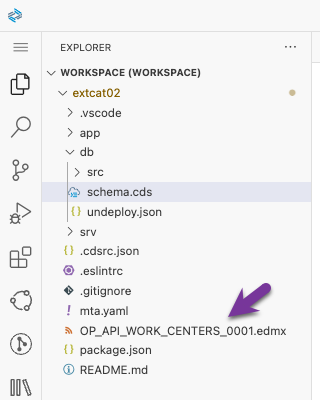 EXPLORER
WORKSPACE (WORKSPACE)
extcat02
.vscode
app
db
src
schema.cds
undeploy.json
srv
.cdsrc.json
.eslintrc
.gitignore
mta.yaml
OP_API_WORK_CENTERS_0001.edmx
package.json
README.md